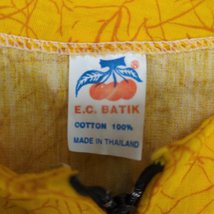 ®
E.C. BATIK
COTTON 100%
MADE IN THAILAND